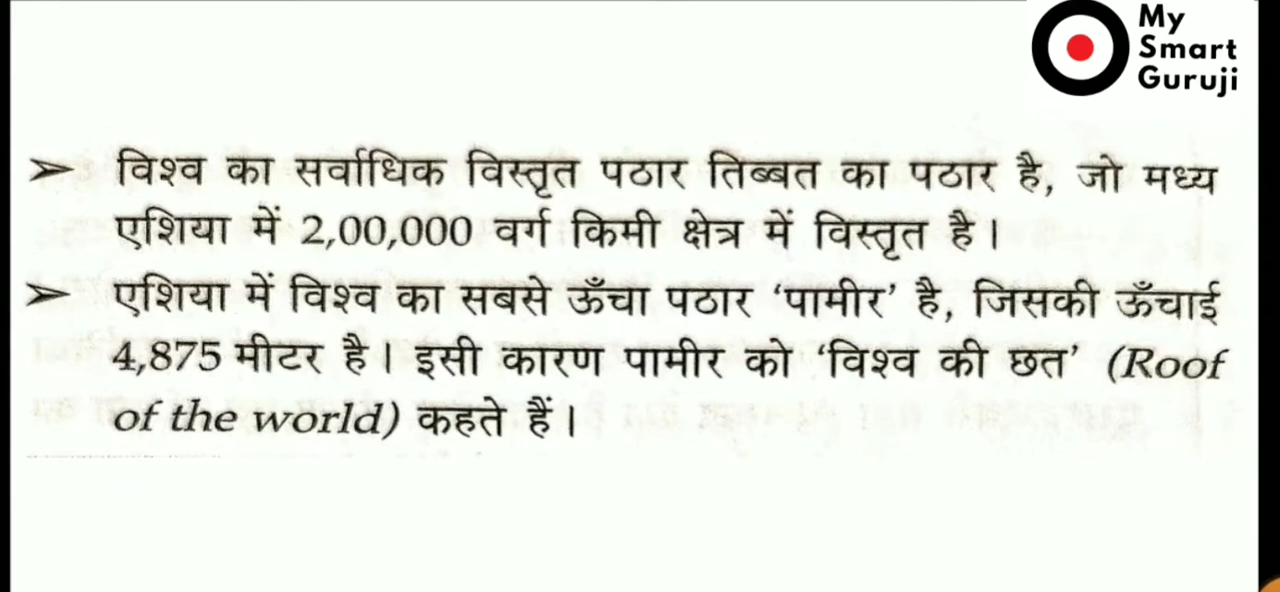 My
Smart
Guruji
➢ विश्व का सर्वाधिक विस्तृत पठार तिब्बत का पठार है, जो मध्य
एशिया में 2,00,000 वर्ग किमी क्षेत्र में विस्तृत है।
➢ एशिया में विश्व का सबसे ऊँचा पठार ‘पामीर’ है, जिसकी ऊँचाई
4,875 मीटर है। इसी कारण पामीर को ‘विश्व की छत’ (Roof
of the world) कहते हैं।